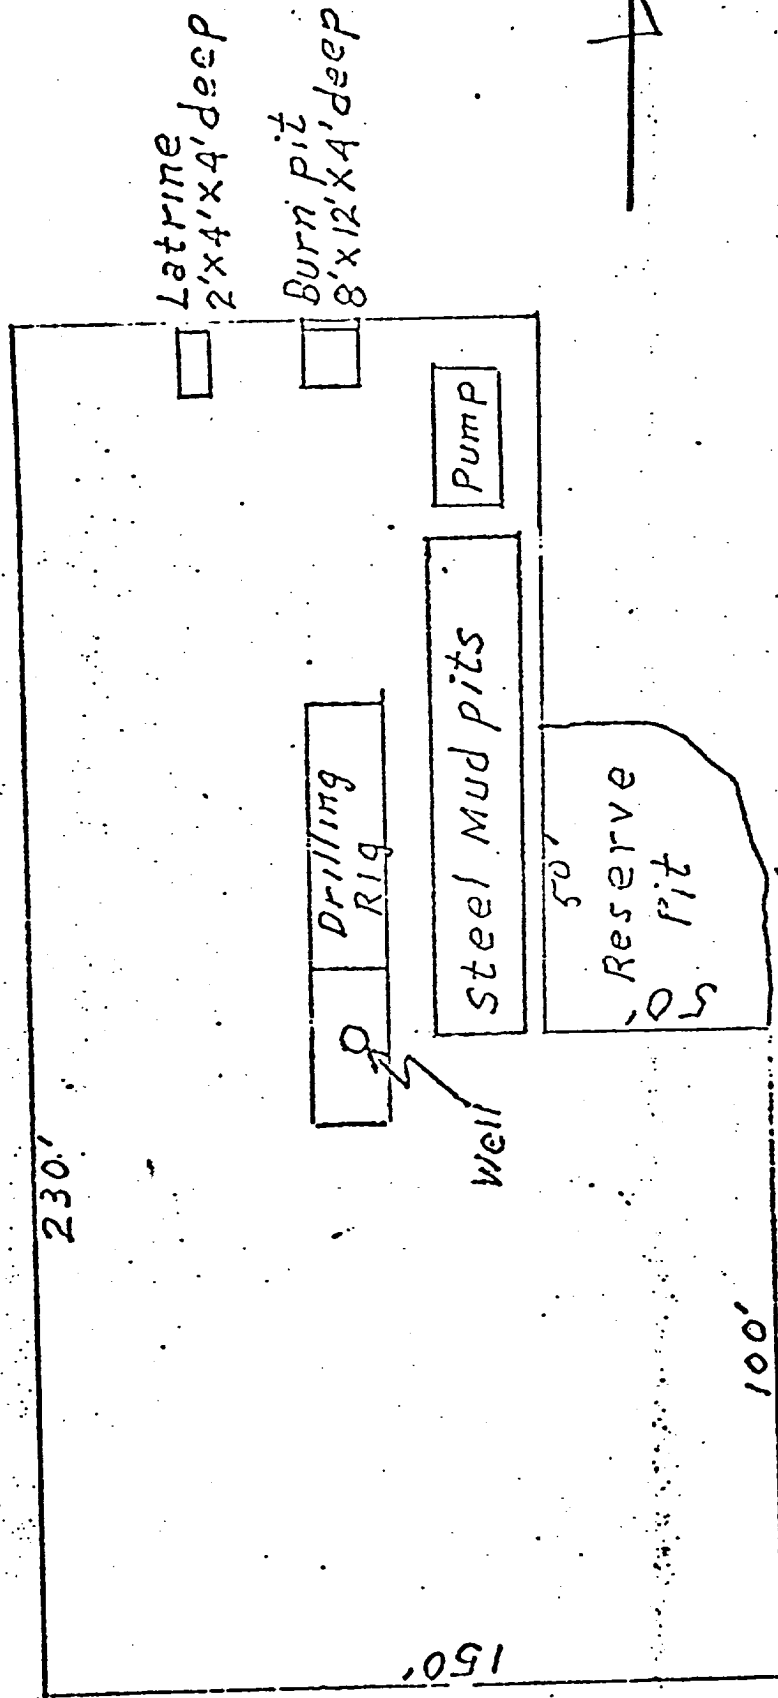 Latrine
2'x4'x4' deep
Burn pit
8'x12'x4' deep
230'
Pump
Drilling
Rig
Steel Mud pits
Well
50'
Reserve
Pit
50'
100'
150'